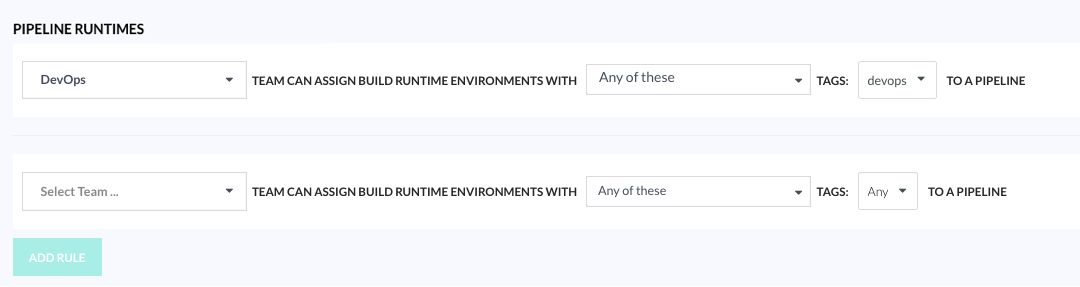 PIPELINE RUNTIMES
DevOps TEAM CAN ASSIGN BUILD RUNTIME ENVIRONMENTS WITH Any of these TAGS: devops TO A PIPELINE
Select Team ... TEAM CAN ASSIGN BUILD RUNTIME ENVIRONMENTS WITH Any of these TAGS: Any TO A PIPELINE
ADD RULE